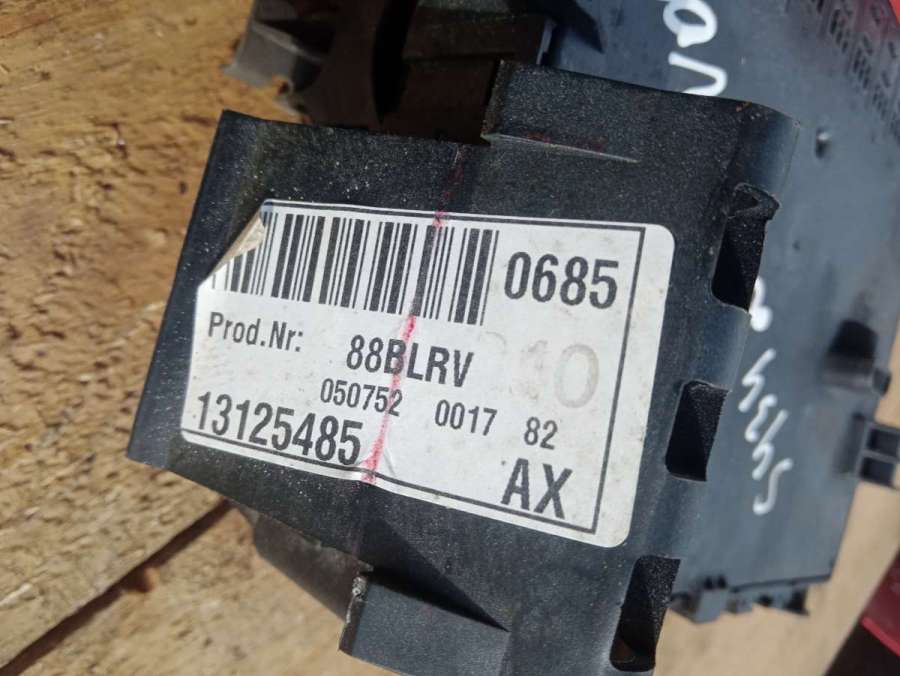 0685
Prod.Nr: 88BLRV
050752 0017 82
13125485
AX